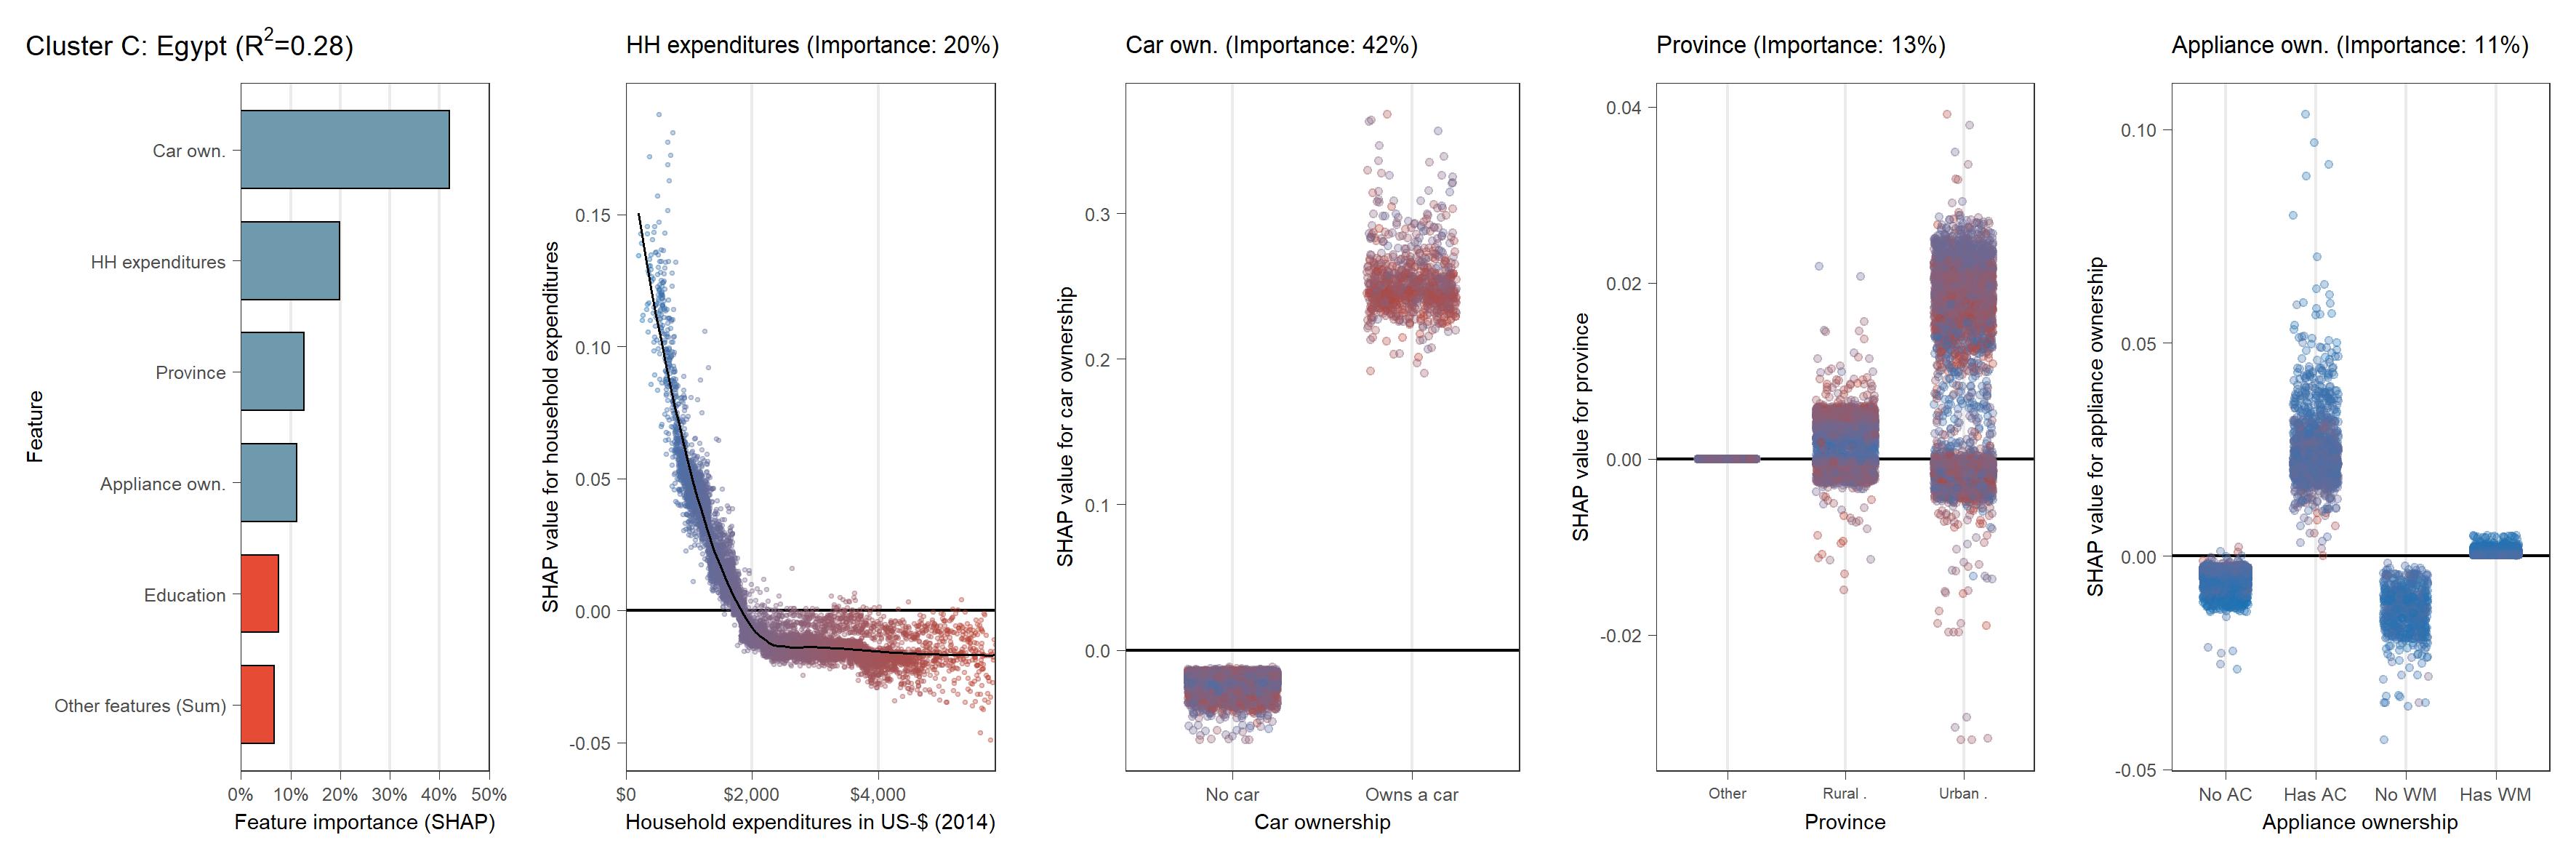 Cluster C: Egypt (R²=0.28)
Feature
Car own.
HH expenditures
Province
Appliance own.
Education
Other features (Sum)
0% 10% 20% 30% 40% 50%
Feature importance (SHAP)
HH expenditures (Importance: 20%)
SHAP value for household expenditures
0.15
0.10
0.05
0.00
-0.05
$0 $2,000 $4,000
Household expenditures in US-$ (2014)
Car own. (Importance: 42%)
SHAP value for car ownership
0.3
0.2
0.1
0.0
No car Owns a car
Car ownership
Province (Importance: 13%)
SHAP value for province
0.04
0.02
0.00
-0.02
Other Rural . Urban .
Province
Appliance own. (Importance: 11%)
SHAP value for appliance ownership
0.10
0.05
0.00
-0.05
No AC Has AC No WM Has WM
Appliance ownership